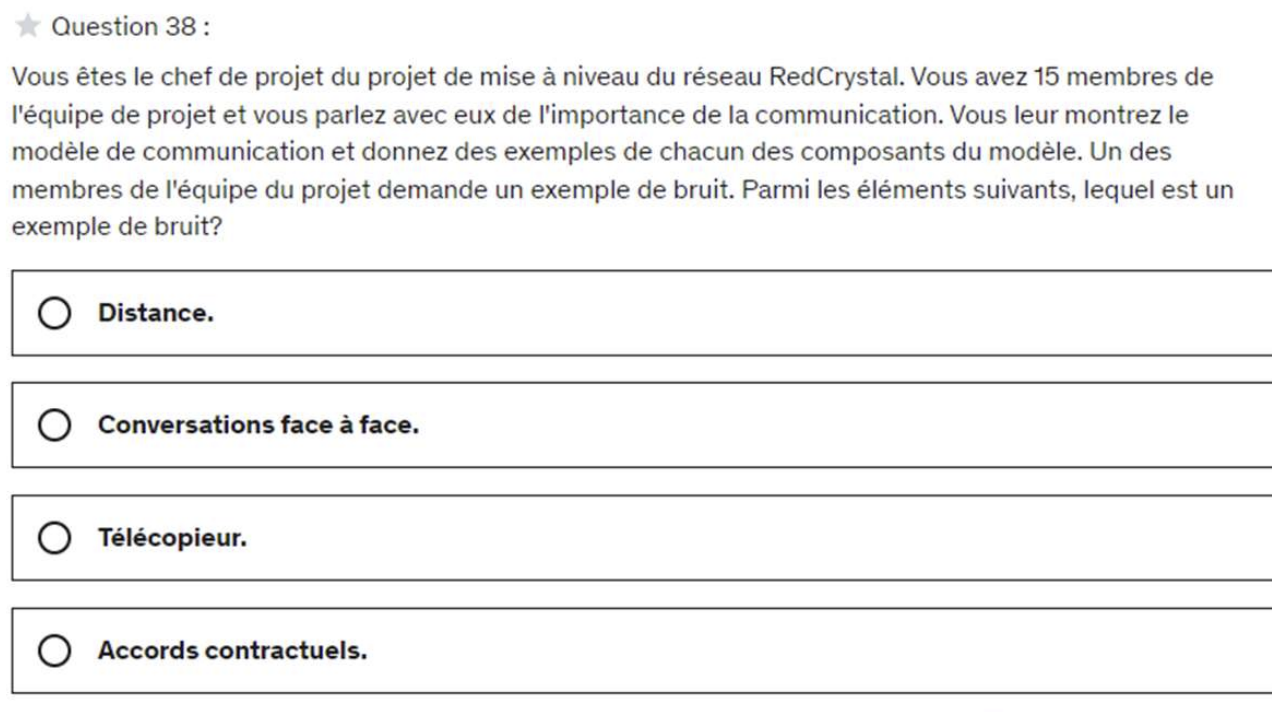 Question 38 :
Vous êtes le chef de projet du projet de mise à niveau du réseau RedCrystal. Vous avez 15 membres de
l'équipe de projet et vous parlez avec eux de l'importance de la communication. Vous leur montrez le
modèle de communication et donnez des exemples de chacun des composants du modèle. Un des
membres de l'équipe du projet demande un exemple de bruit. Parmi les éléments suivants, lequel est un
exemple de bruit?
Distance.
Conversations face à face.
Télécopieur.
Accords contractuels.